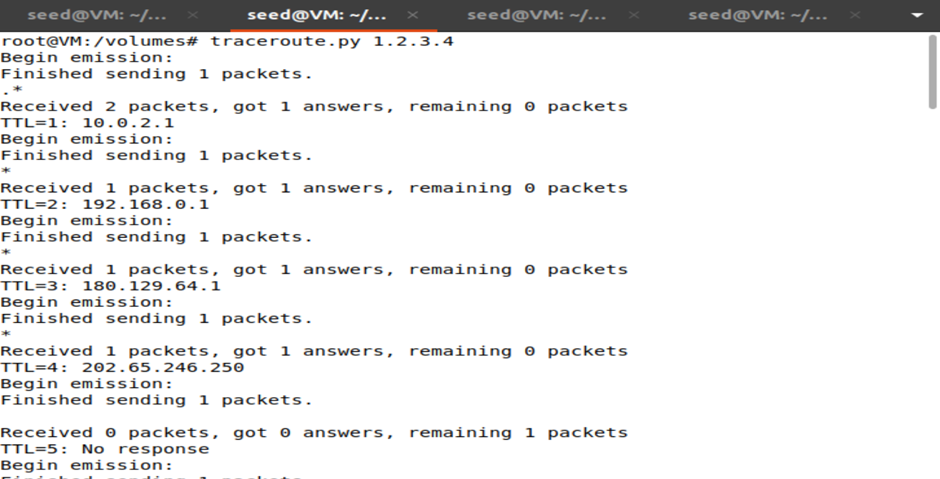 seed@VM: ~/... × seed@VM: ~/... × seed@VM: ~/... × seed@VM: ~/... ×
root@VM:/volumes# traceroute.py 1.2.3.4
Begin emission:
Finished sending 1 packets.
.*
Received 2 packets, got 1 answers, remaining 0 packets
TTL=1: 10.0.2.1
Begin emission:
Finished sending 1 packets.
*
Received 1 packets, got 1 answers, remaining 0 packets
TTL=2: 192.168.0.1
Begin emission:
Finished sending 1 packets.
*
Received 1 packets, got 1 answers, remaining 0 packets
TTL=3: 180.129.64.1
Begin emission:
Finished sending 1 packets.
*
Received 1 packets, got 1 answers, remaining 0 packets
TTL=4: 202.65.246.250
Begin emission:
Finished sending 1 packets.
Received 0 packets, got 0 answers, remaining 1 packets
TTL=5: No response
Begin emission: